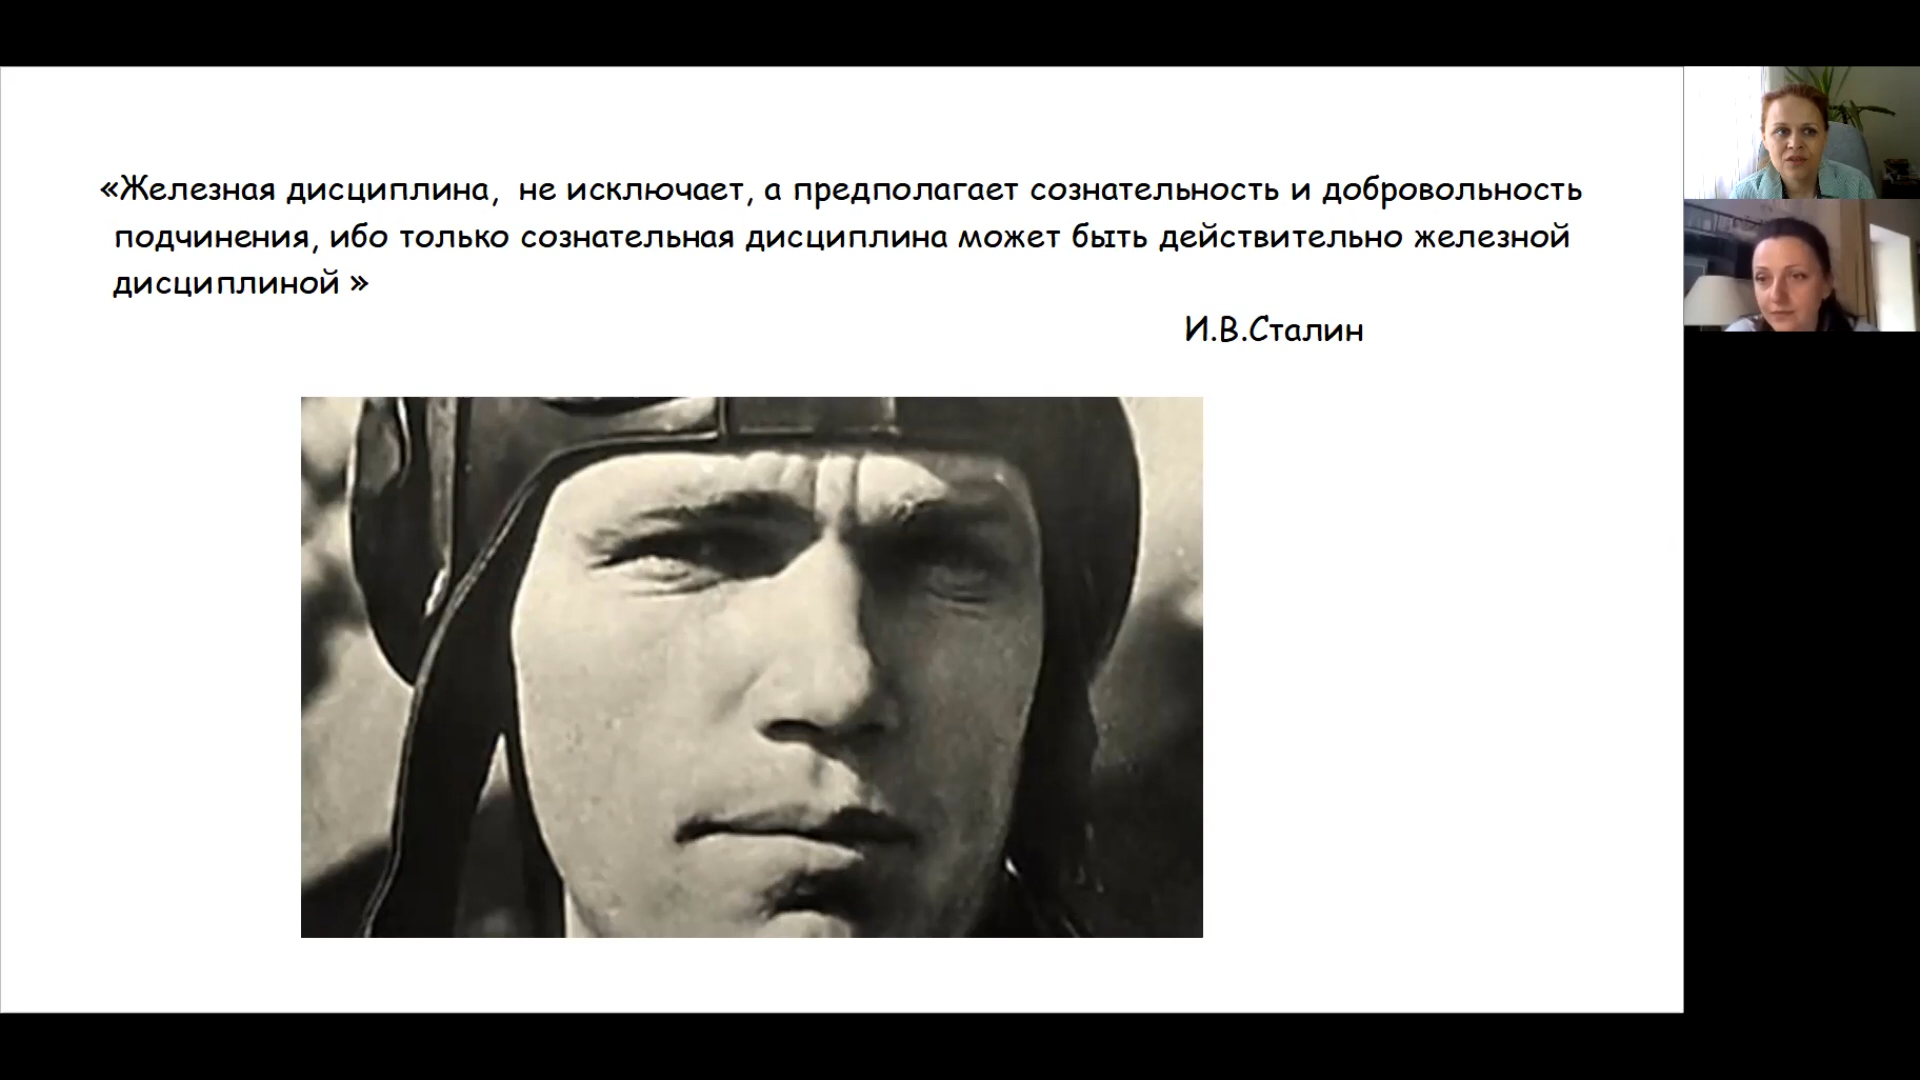 «Железная дисциплина,  не исключает, а предполагает сознательность и добровольность
подчинения, ибо только сознательная дисциплина может быть действительно железной
дисциплиной »
И.В.Сталин